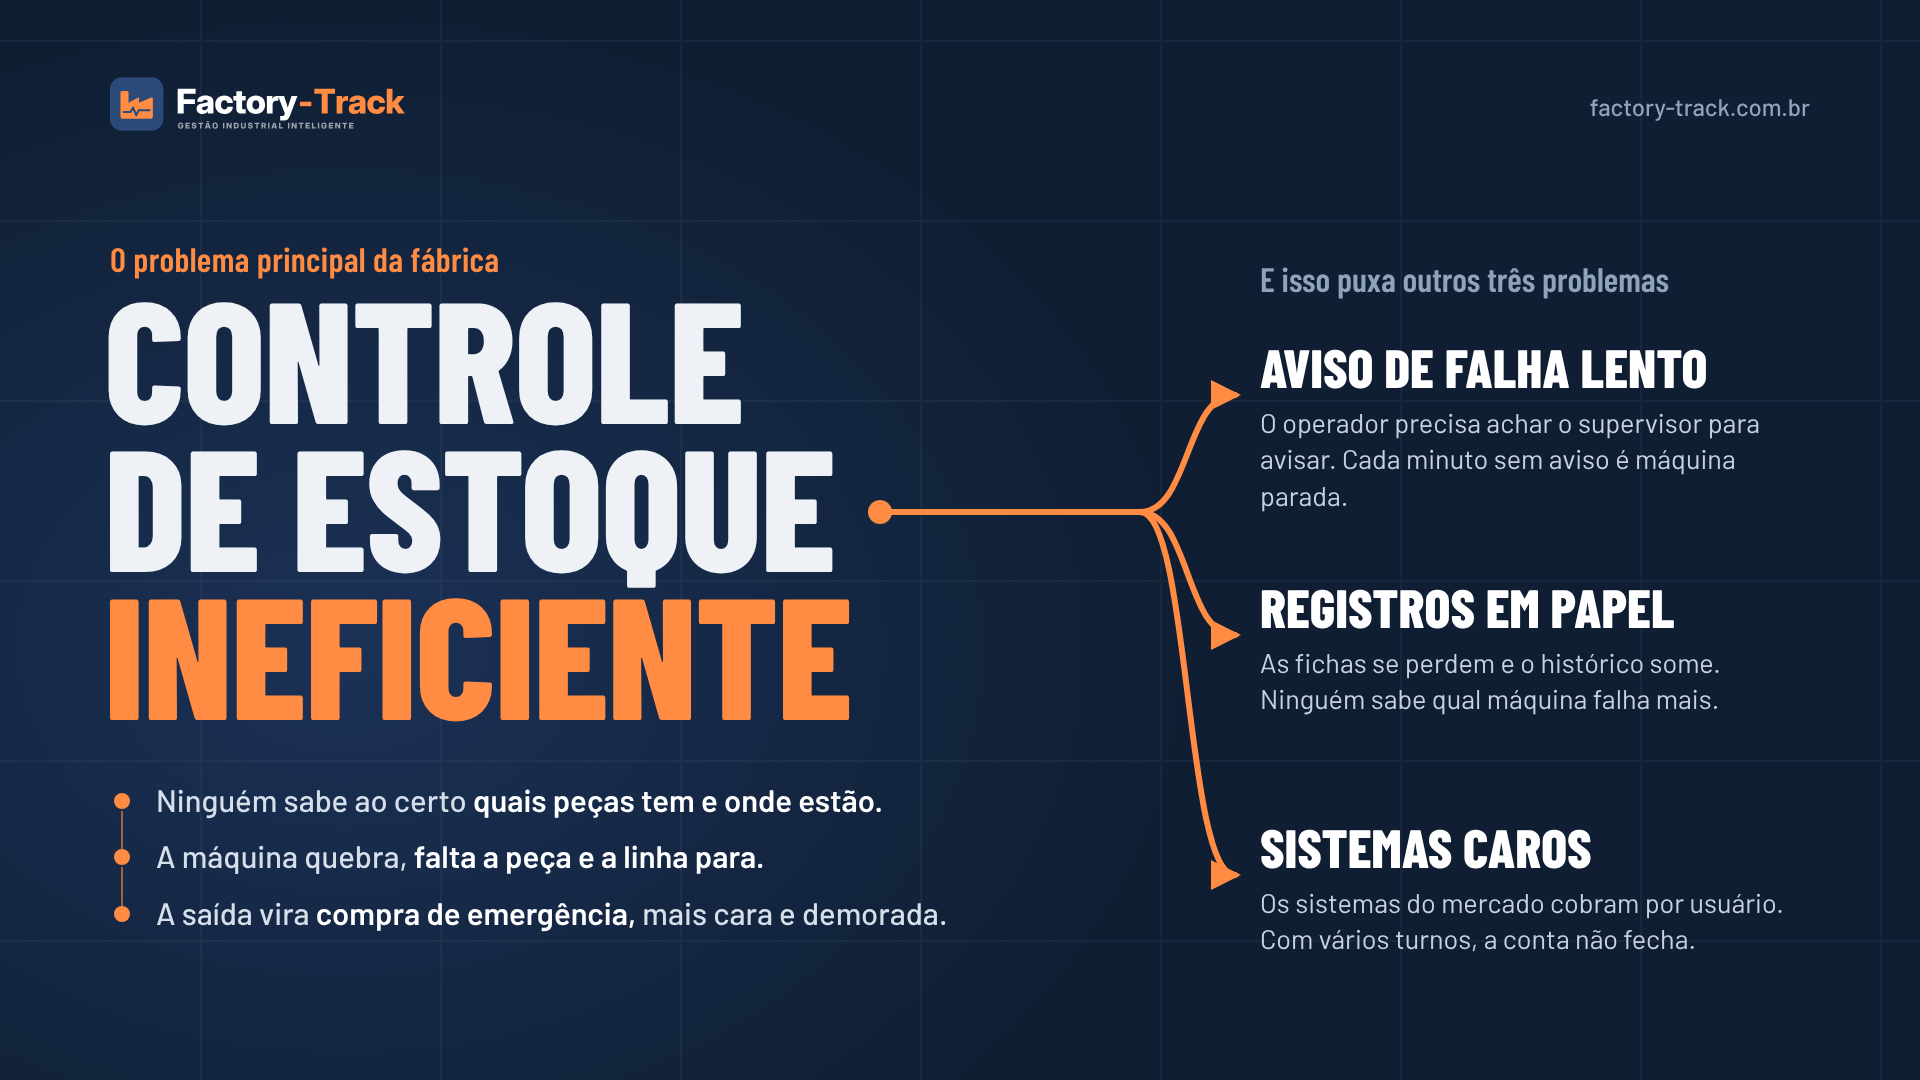 Factory-Track
GESTÃO INDUSTRIAL INTELIGENTE
factory-track.com.br
O problema principal da fábrica
CONTROLE
DE ESTOQUE
INEFICIENTE
Ninguém sabe ao certo quais peças tem e onde estão.
A máquina quebra, falta a peça e a linha para.
A saída vira compra de emergência, mais cara e demorada.
E isso puxa outros três problemas
AVISO DE FALHA LENTO
O operador precisa achar o supervisor para
avisar. Cada minuto sem aviso é máquina
parada.
REGISTROS EM PAPEL
As fichas se perdem e o histórico some.
Ninguém sabe qual máquina falha mais.
SISTEMAS CAROS
Os sistemas do mercado cobram por usuário.
Com vários turnos, a conta não fecha.